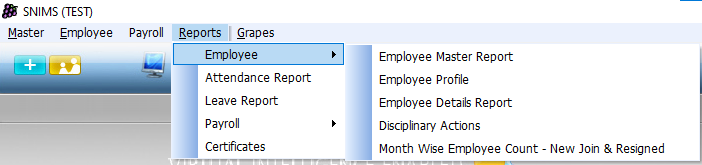 SNIMS (TEST)
Master Employee Payroll Reports Grapes
Employee
Attendance Report
Leave Report
Payroll
Certificates
Employee Master Report
Employee Profile
Employee Details Report
Disciplinary Actions
Month Wise Employee Count - New Join & Resigned